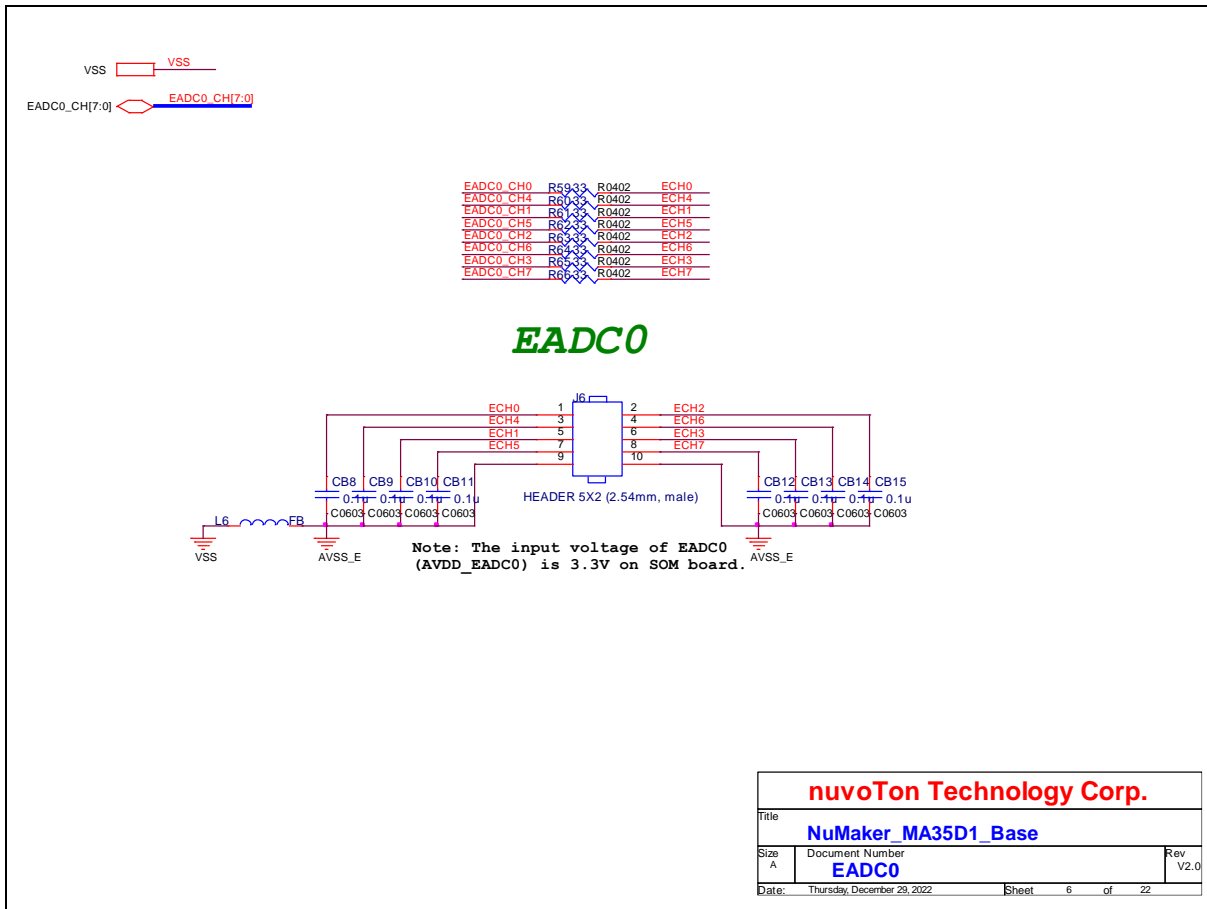 VSS VSS
EADC0_CH[7:0] EADC0_CH[7:0]
EADC0_CH0 R59 33 R0402 ECH0
EADC0_CH4 R60 33 R0402 ECH4
EADC0_CH1 R61 33 R0402 ECH1
EADC0_CH5 R62 33 R0402 ECH5
EADC0_CH2 R63 33 R0402 ECH2
EADC0_CH6 R64 33 R0402 ECH6
EADC0_CH3 R65 33 R0402 ECH3
EADC0_CH7 R66 33 R0402 ECH7
EADC0
J6
ECH0 1 2 ECH2
ECH4 3 4 ECH6
ECH1 5 6 ECH3
ECH5 7 8 ECH7
9 10
CB8 CB9 CB10 CB11 CB12 CB13 CB14 CB15
0.1u 0.1u 0.1u 0.1u HEADER 5X2 (2.54mm, male) 0.1u 0.1u 0.1u 0.1u
C0603 C0603 C0603 C0603 C0603 C0603 C0603 C0603
L6 FB
VSS AVSS_E AVSS_E
Note: The input voltage of EADC0
(AVDD_EADC0) is 3.3V on SOM board.
nuvoTon Technology Corp.
Title
NuMaker_MA35D1_Base
Size Document Number Rev
A EADC0 V2.0
Date: Thursday, December 29, 2022 Sheet 6 of 22